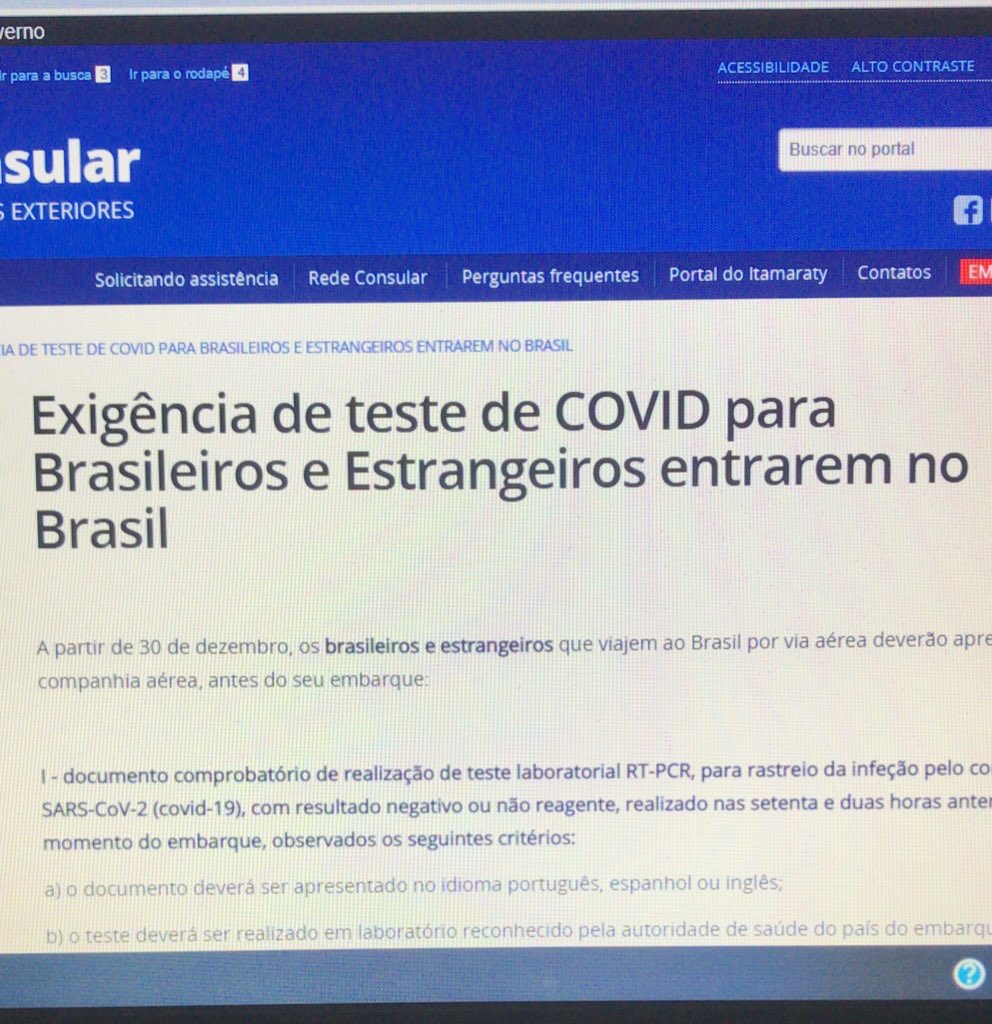 verno
Ir para a busca 3 Ir para o rodapé 4
ACESSIBILIDADE ALTO CONTRASTE
nsular
Buscar no portal
S EXTERIORES
Solicitando assistência Rede Consular Perguntas frequentes Portal do Itamaraty Contatos EM
IA DE TESTE DE COVID PARA BRASILEIROS E ESTRANGEIROS ENTRAREM NO BRASIL
Exigência de teste de COVID para
Brasileiros e Estrangeiros entrarem no
Brasil
A partir de 30 de dezembro, os brasileiros e estrangeiros que viajem ao Brasil por via aérea deverão apre
companhia aérea, antes do seu embarque:
I - documento comprobatório de realização de teste laboratorial RT-PCR, para rastreio da infeção pelo co
SARS-CoV-2 (covid-19), com resultado negativo ou não reagente, realizado nas setenta e duas horas anter
momento do embarque, observados os seguintes critérios:
a) o documento deverá ser apresentado no idioma português, espanhol ou inglês;
b) o teste deverá ser realizado em laboratório reconhecido pela autoridade de saúde do país do embarqu